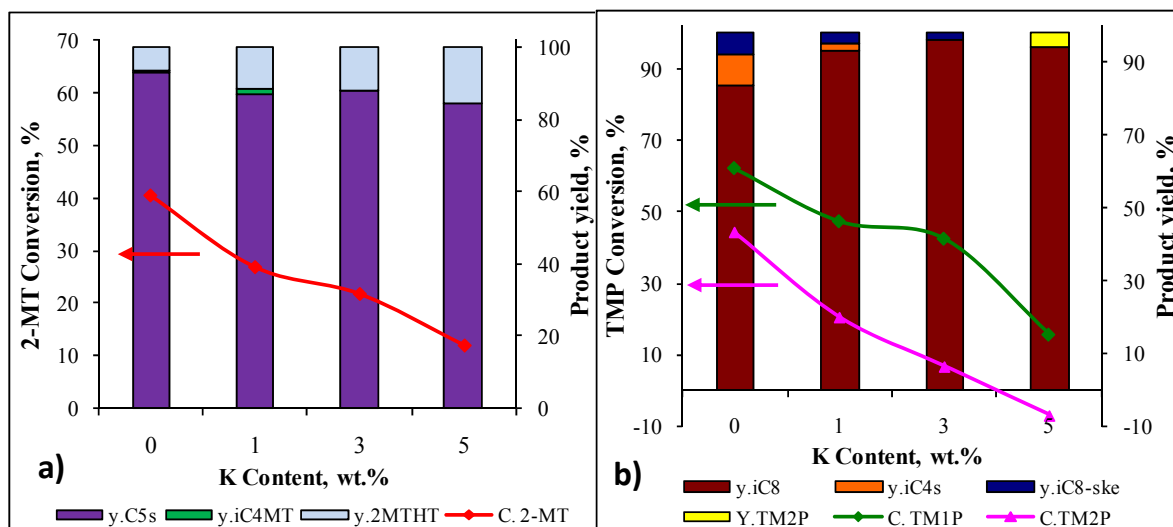 2-MT Conversion, %
70
60
50
40
30
20
10
0
100
80
60
40
20
0
Product yield, %
0 1 3 5
K Content, wt.%
a)
y.C5s y.iC4MT y.2MTHT C. 2-MT
TMP Conversion, %
90
70
50
30
10
-10
90
70
50
30
10
-10
Product yield, %
0 1 3 5
K Content, wt.%
b)
y.iC8 y.iC4s y.iC8-ske
Y.TM2P C. TM1P C.TM2P